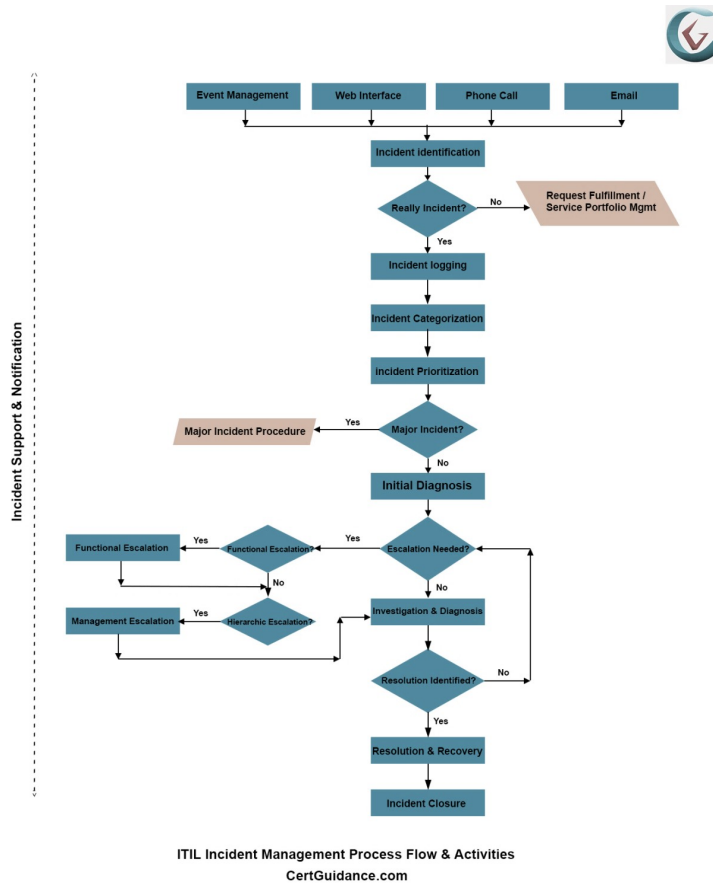 Event Management
Web Interface
Phone Call
Email
Incident identification
Really Incident?
No
Request Fulfillment /
Service Portfolio Mgmt
Yes
Incident logging
Incident Categorization
incident Prioritization
Major Incident?
Yes
Major Incident Procedure
No
Initial Diagnosis
Escalation Needed?
Yes
Functional Escalation?
Yes
Functional Escalation
No
No
Hierarchic Escalation?
Yes
Management Escalation
Investigation & Diagnosis
Resolution Identified?
No
Yes
Resolution & Recovery
Incident Closure
Incident Support & Notification
ITIL Incident Management Process Flow & Activities
CertGuidance.com